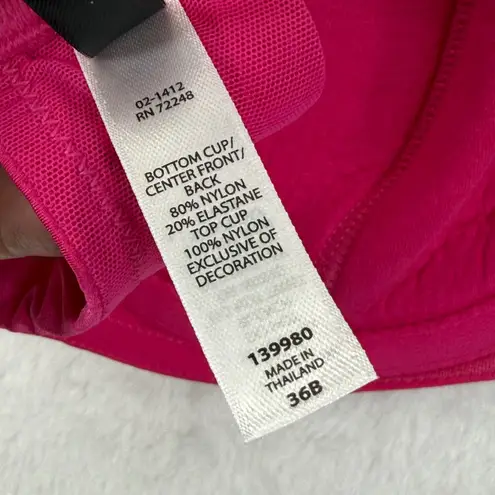 02-1412
RN 72248
BOTTOM CUP/
CENTER FRONT/
BACK
80% NYLON
20% ELASTANE
TOP CUP
100% NYLON
EXCLUSIVE OF
DECORATION
139980
MADE IN
THAILAND
36B